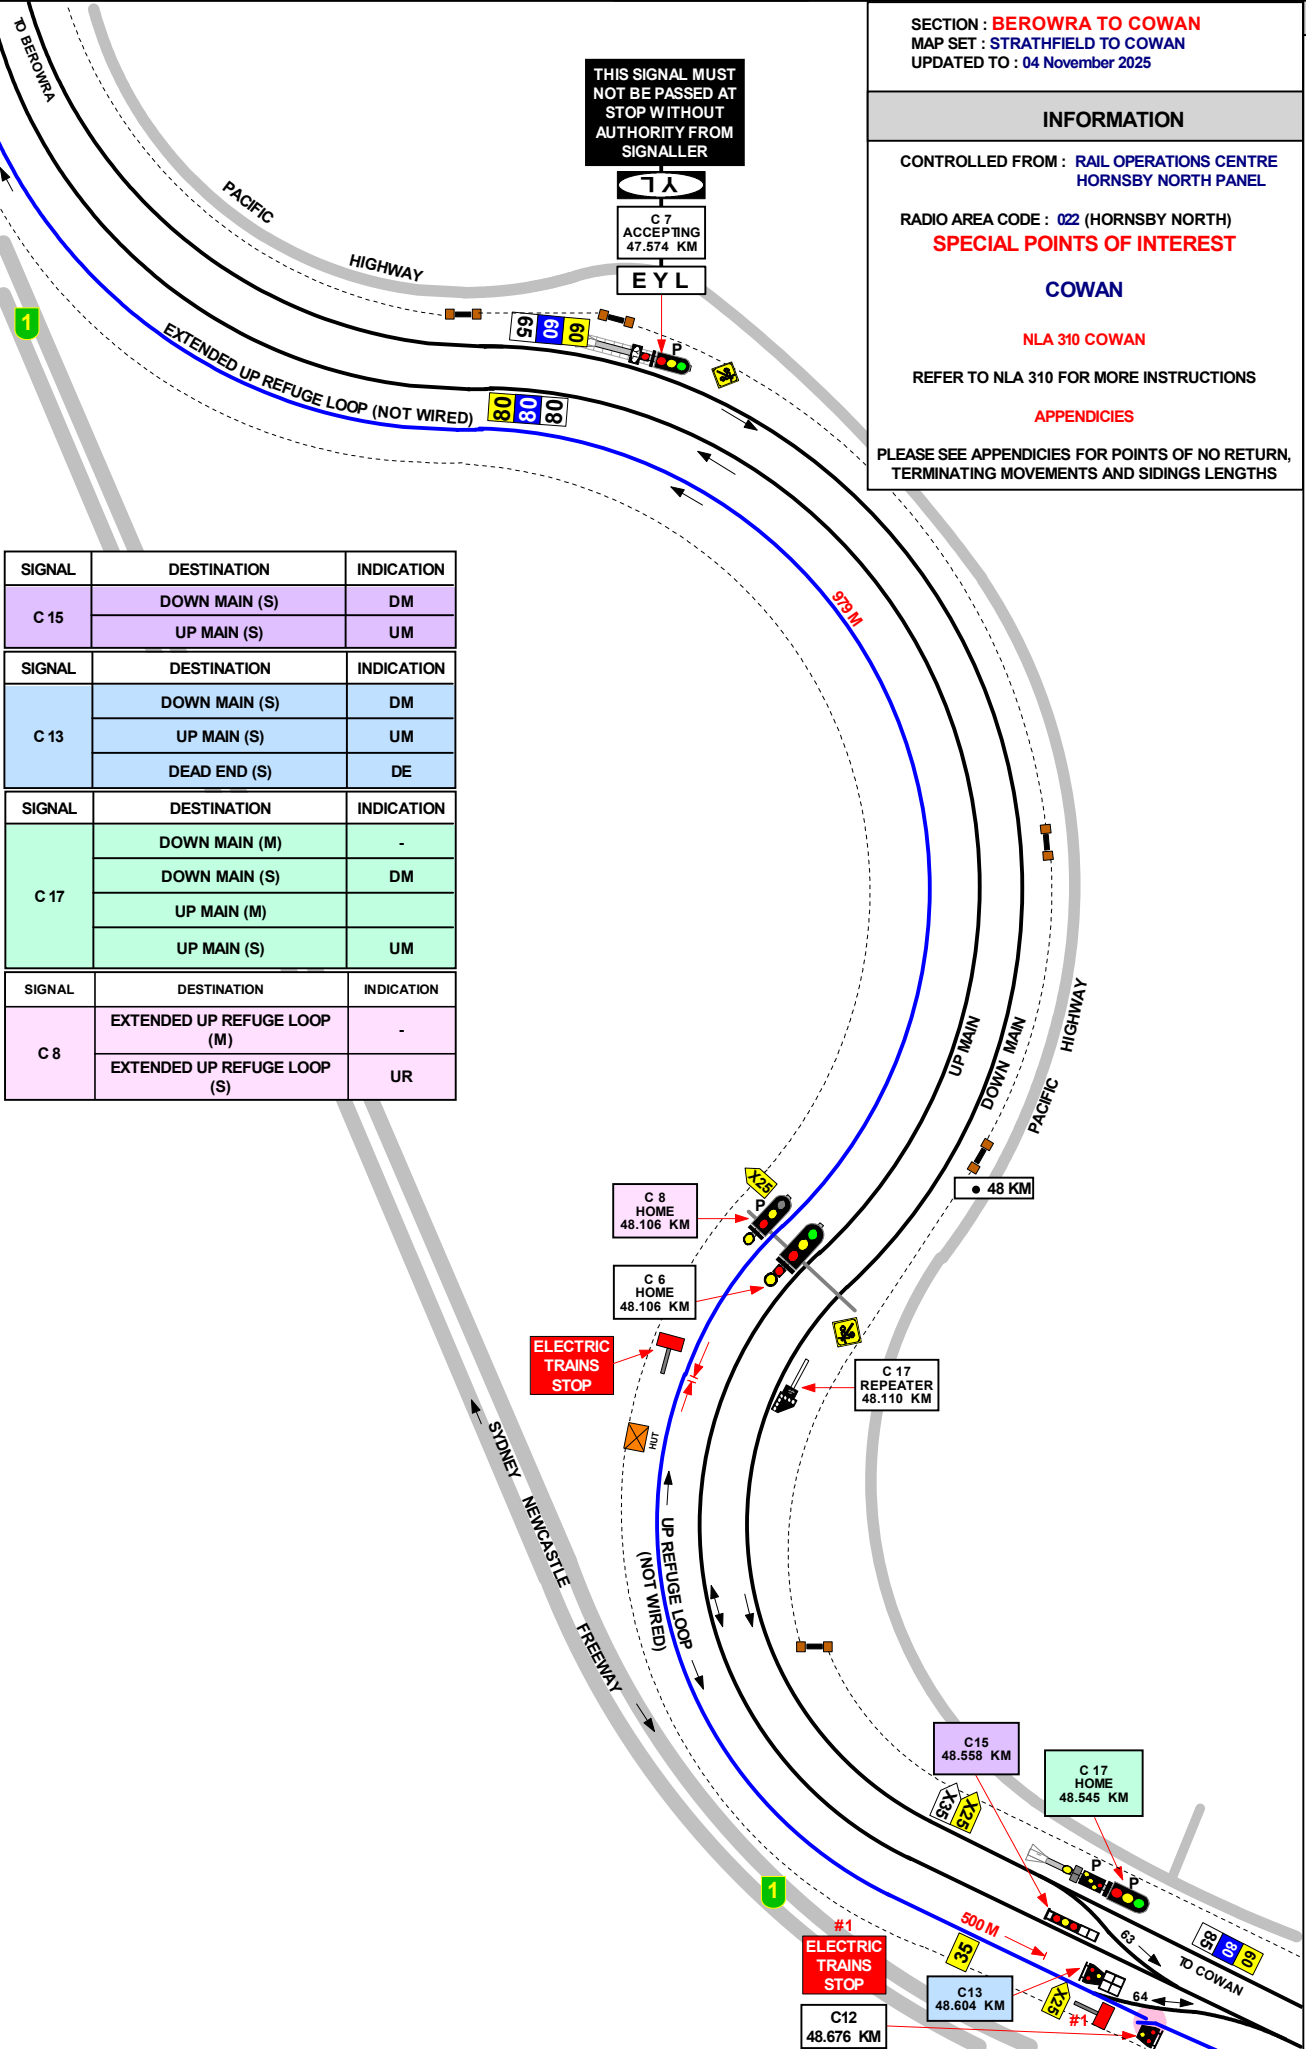 SECTION : BEROWRA TO COWAN
MAP SET : STRATHFIELD TO COWAN
UPDATED TO : 04 November 2025
INFORMATION
CONTROLLED FROM : RAIL OPERATIONS CENTRE
HORNSBY NORTH PANEL
RADIO AREA CODE : 022 (HORNSBY NORTH)
SPECIAL POINTS OF INTEREST
COWAN
NLA 310 COWAN
REFER TO NLA 310 FOR MORE INSTRUCTIONS
APPENDICIES
PLEASE SEE APPENDICIES FOR POINTS OF NO RETURN,
TERMINATING MOVEMENTS AND SIDINGS LENGTHS
TO BEROWRA
THIS SIGNAL MUST
NOT BE PASSED AT
STOP WITHOUT
AUTHORITY FROM
SIGNALLER
YL
C 7
ACCEPTING
47.574 KM
E Y L
PACIFIC
HIGHWAY
1
65 60 60
P
EXTENDED UP REFUGE LOOP (NOT WIRED)
80 80 80
979 M
SIGNAL DESTINATION INDICATION
C 15 DOWN MAIN (S) DM
UP MAIN (S) UM
SIGNAL DESTINATION INDICATION
C 13 DOWN MAIN (S) DM
UP MAIN (S) UM
DEAD END (S) DE
SIGNAL DESTINATION INDICATION
C 17 DOWN MAIN (M) -
DOWN MAIN (S) DM
UP MAIN (M)
UP MAIN (S) UM
SIGNAL DESTINATION INDICATION
C 8 EXTENDED UP REFUGE LOOP
(M) -
EXTENDED UP REFUGE LOOP
(S) UR
UP MAIN
DOWN MAIN
PACIFIC HIGHWAY
48 KM
X25
P
C 8
HOME
48.106 KM
C 6
HOME
48.106 KM
ELECTRIC
TRAINS
STOP
C 17
REPEATER
48.110 KM
HUT
SYDNEY NEWCASTLE FREEWAY
UP REFUGE LOOP
(NOT WIRED)
C15
48.558 KM
C 17
HOME
48.545 KM
X35
X25
P
P
1
500 M
#1
ELECTRIC
TRAINS
STOP
35
63
85 80 60
TO COWAN
C13
48.604 KM
X25
64
#1
C12
48.676 KM